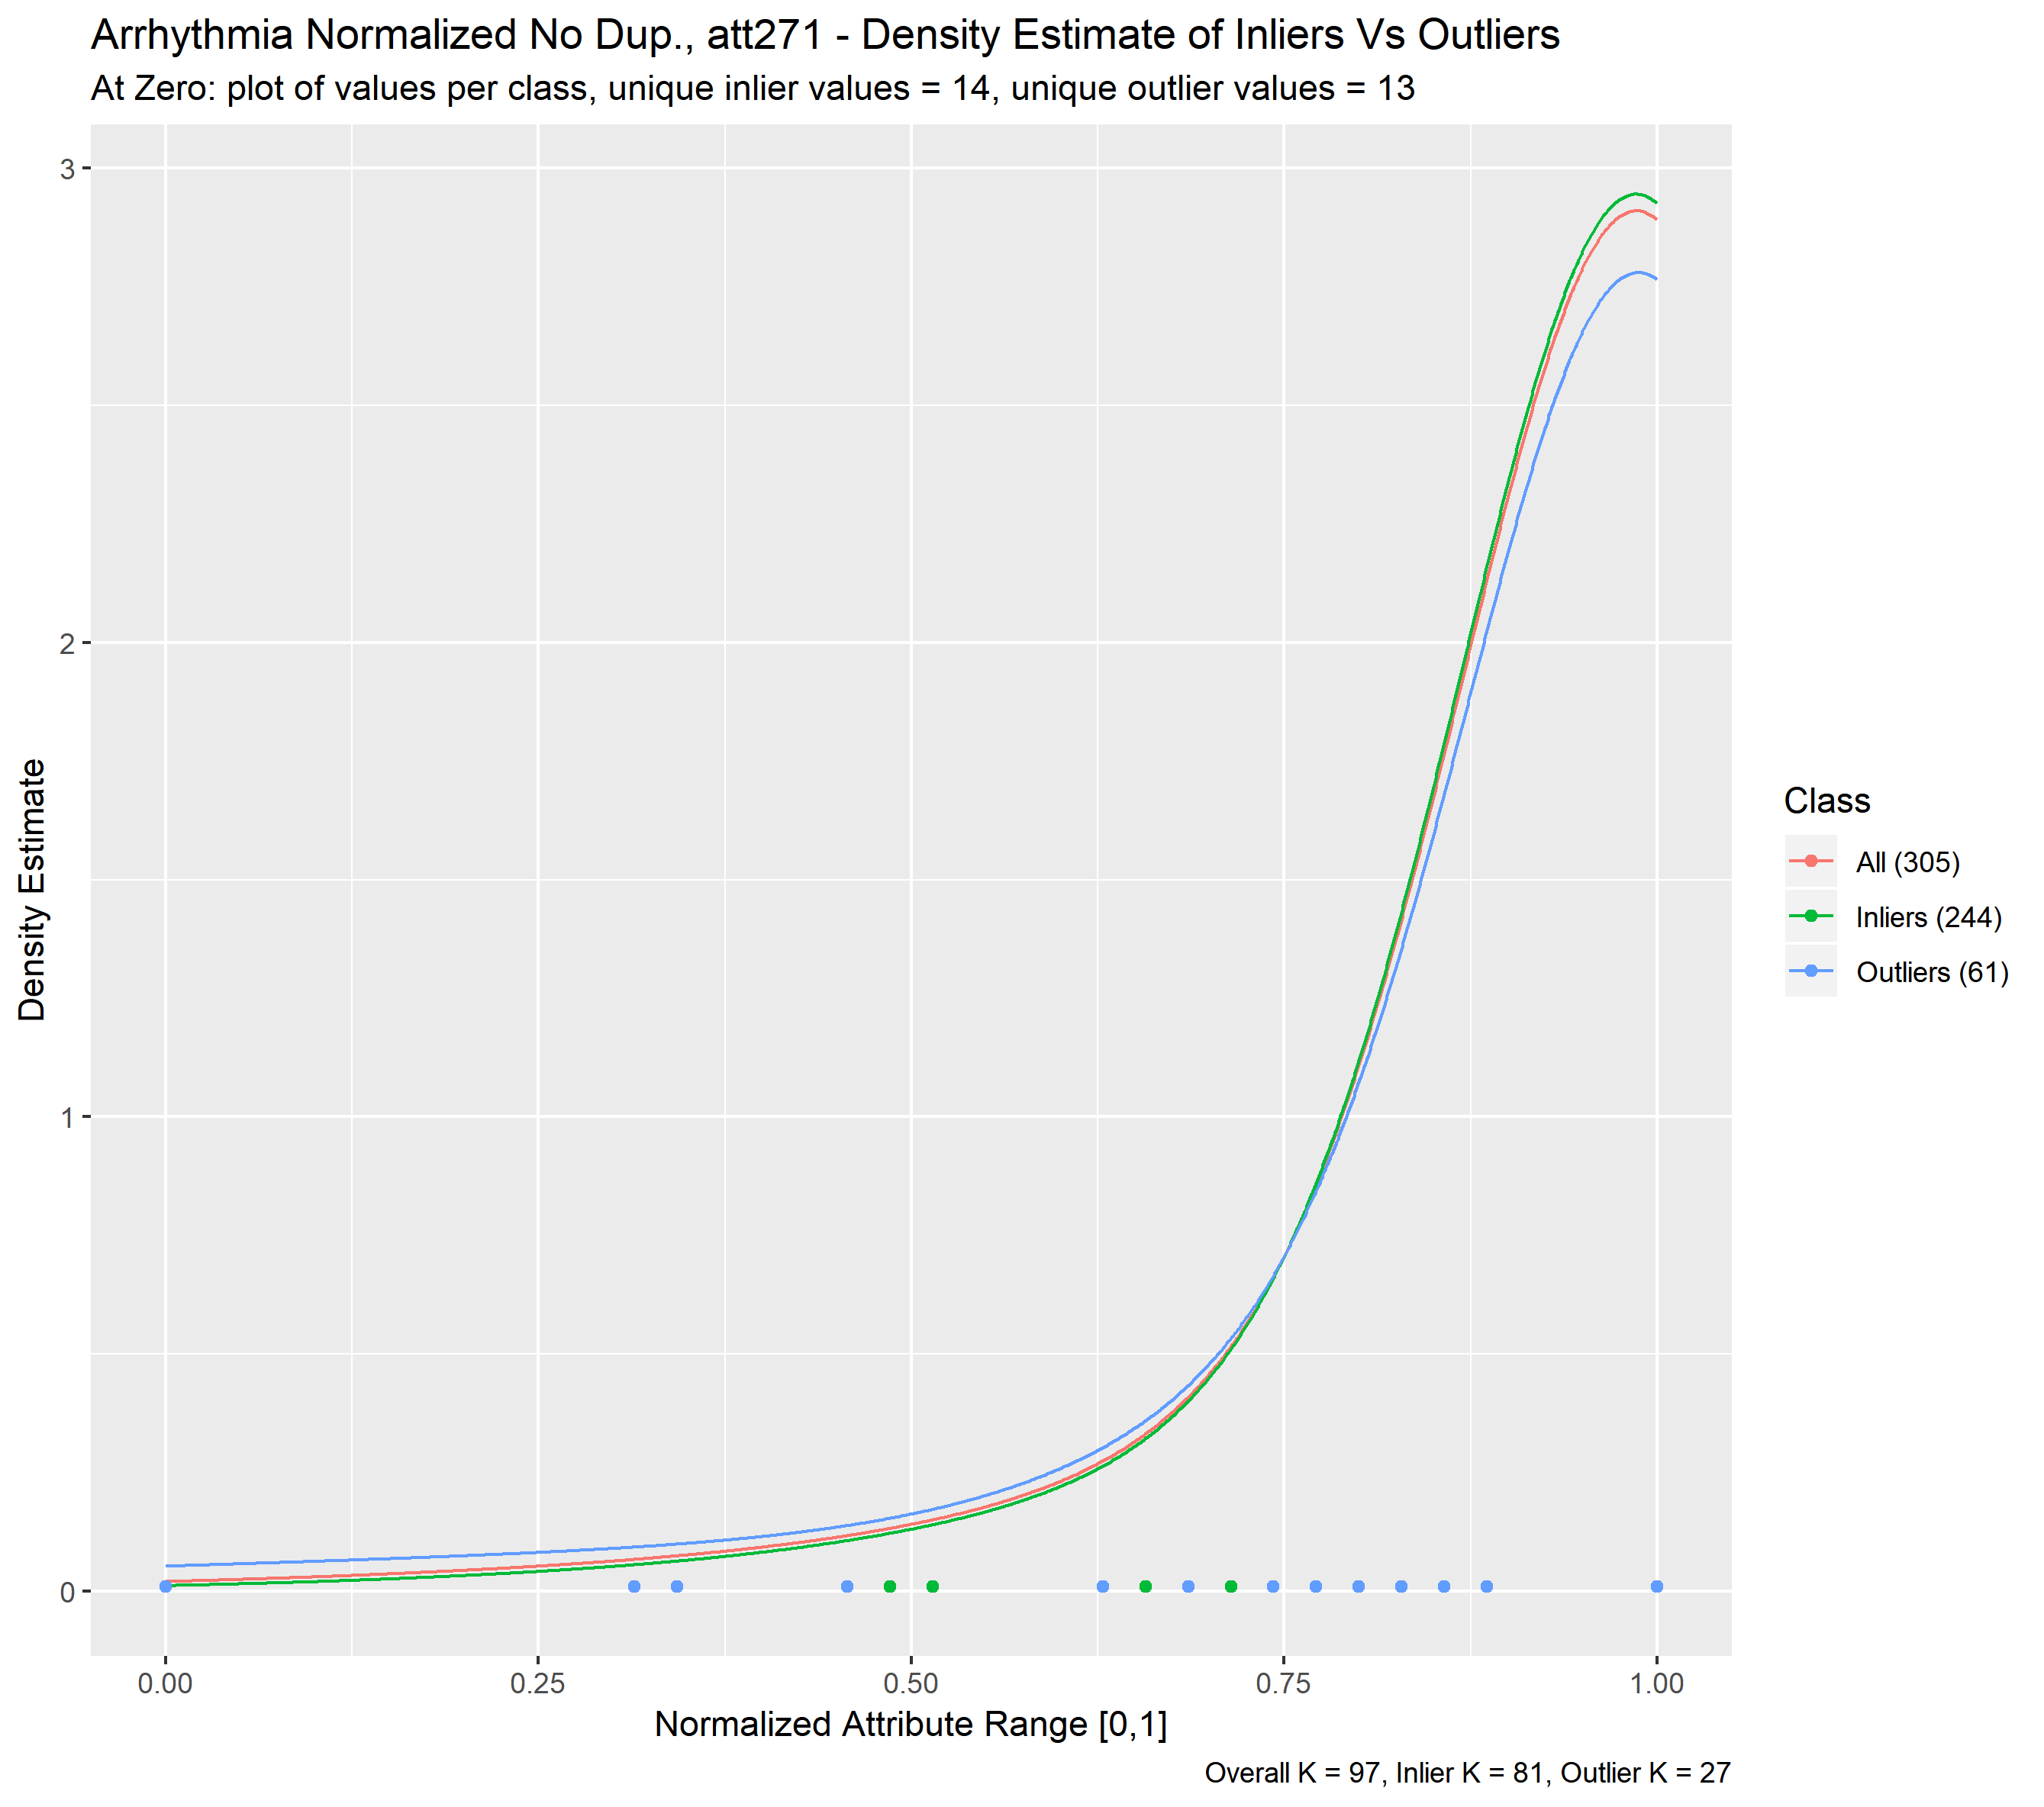 Arrhythmia Normalized No Dup., att271 - Density Estimate of Inliers Vs Outliers
At Zero: plot of values per class, unique inlier values = 14, unique outlier values = 13
3
2
1
0
Density Estimate
0.00 0.25 0.50 0.75 1.00
Normalized Attribute Range [0,1]
Class
All (305)
Inliers (244)
Outliers (61)
Overall K = 97, Inlier K = 81, Outlier K = 27